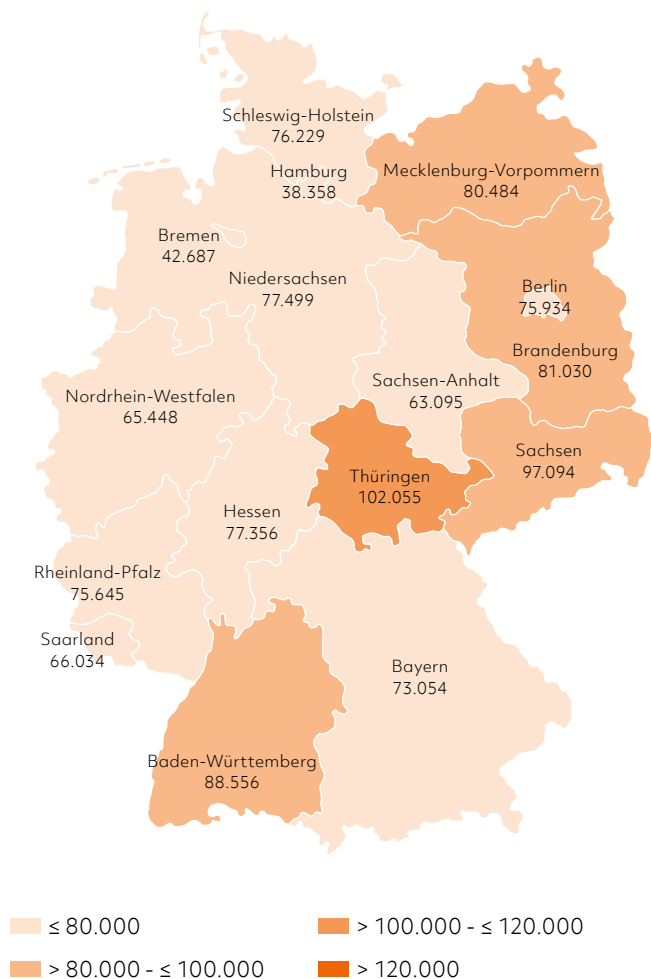 Schleswig-Holstein
76.229
Hamburg
38.358
Mecklenburg-Vorpommern
80.484
Bremen
42.687
Niedersachsen
77.499
Berlin
75.934
Brandenburg
81.030
Sachsen-Anhalt
63.095
Nordrhein-Westfalen
65.448
Sachsen
97.094
Thüringen
102.055
Hessen
77.356
Rheinland-Pfalz
75.645
Saarland
66.034
Bayern
73.054
Baden-Württemberg
88.556
≤ 80.000
> 80.000 - ≤ 100.000
> 100.000 - ≤ 120.000
> 120.000